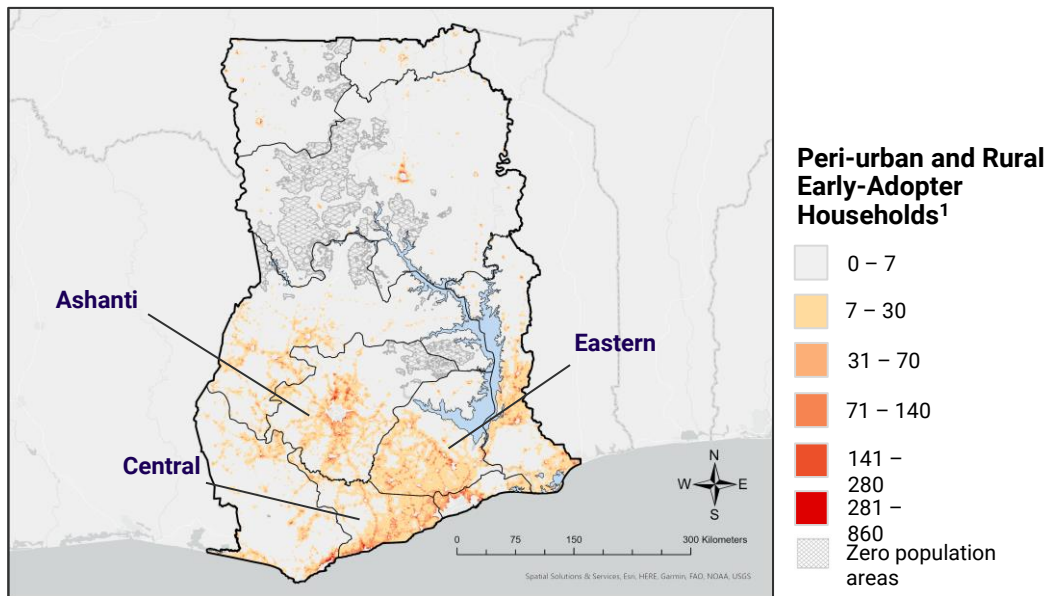 Peri-urban and Rural
Early-Adopter
Households¹
0 – 7
7 – 30
31 – 70
71 – 140
141 –
280
281 –
860
Zero population
areas
Ashanti
Eastern
Central
N
W E
S
0 75 150 300 Kilometers
Spatial Solutions & Services, Esri, HERE, Garmin, FAO, NOAA, USGS